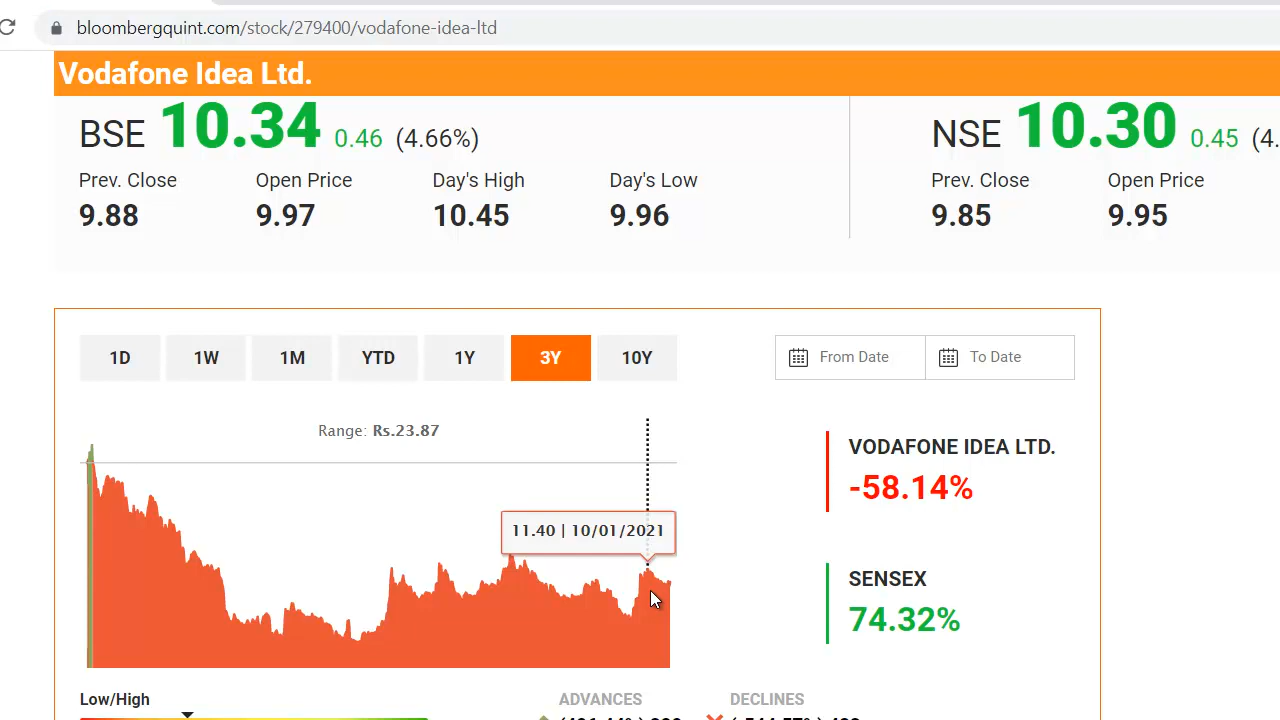 bloombergquint.com/stock/279400/vodafone-idea-ltd
Vodafone Idea Ltd.
BSE 10.34 0.46 (4.66%)
Prev. Close Open Price Day's High Day's Low
9.88 9.97 10.45 9.96
NSE 10.30 0.45 (4.
Prev. Close Open Price
9.85 9.95
1D 1W 1M YTD 1Y 3Y 10Y
From Date To Date
Range: Rs.23.87
11.40 | 10/01/2021
VODAFONE IDEA LTD.
-58.14%
SENSEX
74.32%
Low/High
ADVANCES DECLINES